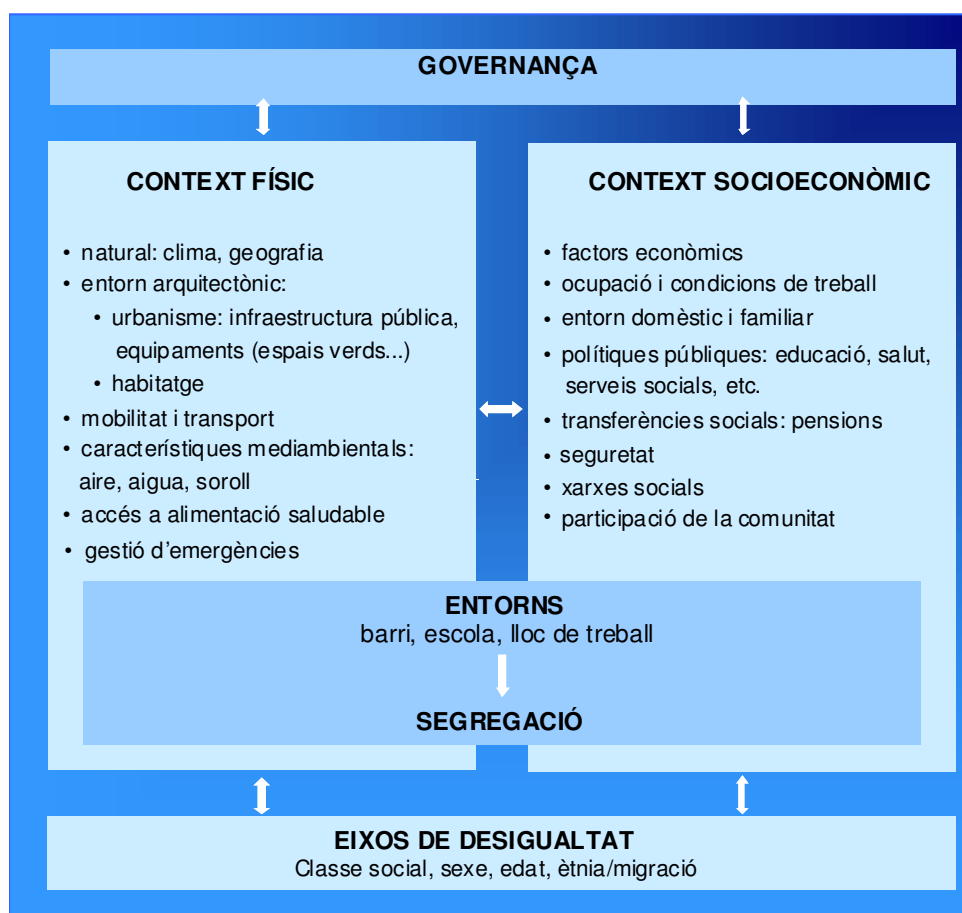 GOVERNANÇA
CONTEXT FÍSIC
• natural: clima, geografia
• entorn arquitectònic:
• urbanisme: infraestructura pública,
equipaments (espais verds...)
• habitatge
• mobilitat i transport
• característiques mediambientals:
aire, aigua, soroll
• accés a alimentació saludable
• gestió d'emergències
CONTEXT SOCIOECONÒMIC
• factors econòmics
• ocupació i condicions de treball
• entorn domèstic i familiar
• polítiques públiques: educació, salut,
serveis socials, etc.
• transferències socials: pensions
• seguretat
• xarxes socials
• participació de la comunitat
ENTORNS
barri, escola, lloc de treball
SEGREGACIÓ
EIXOS DE DESIGUALTAT
Classe social, sexe, edat, ètnia/migració